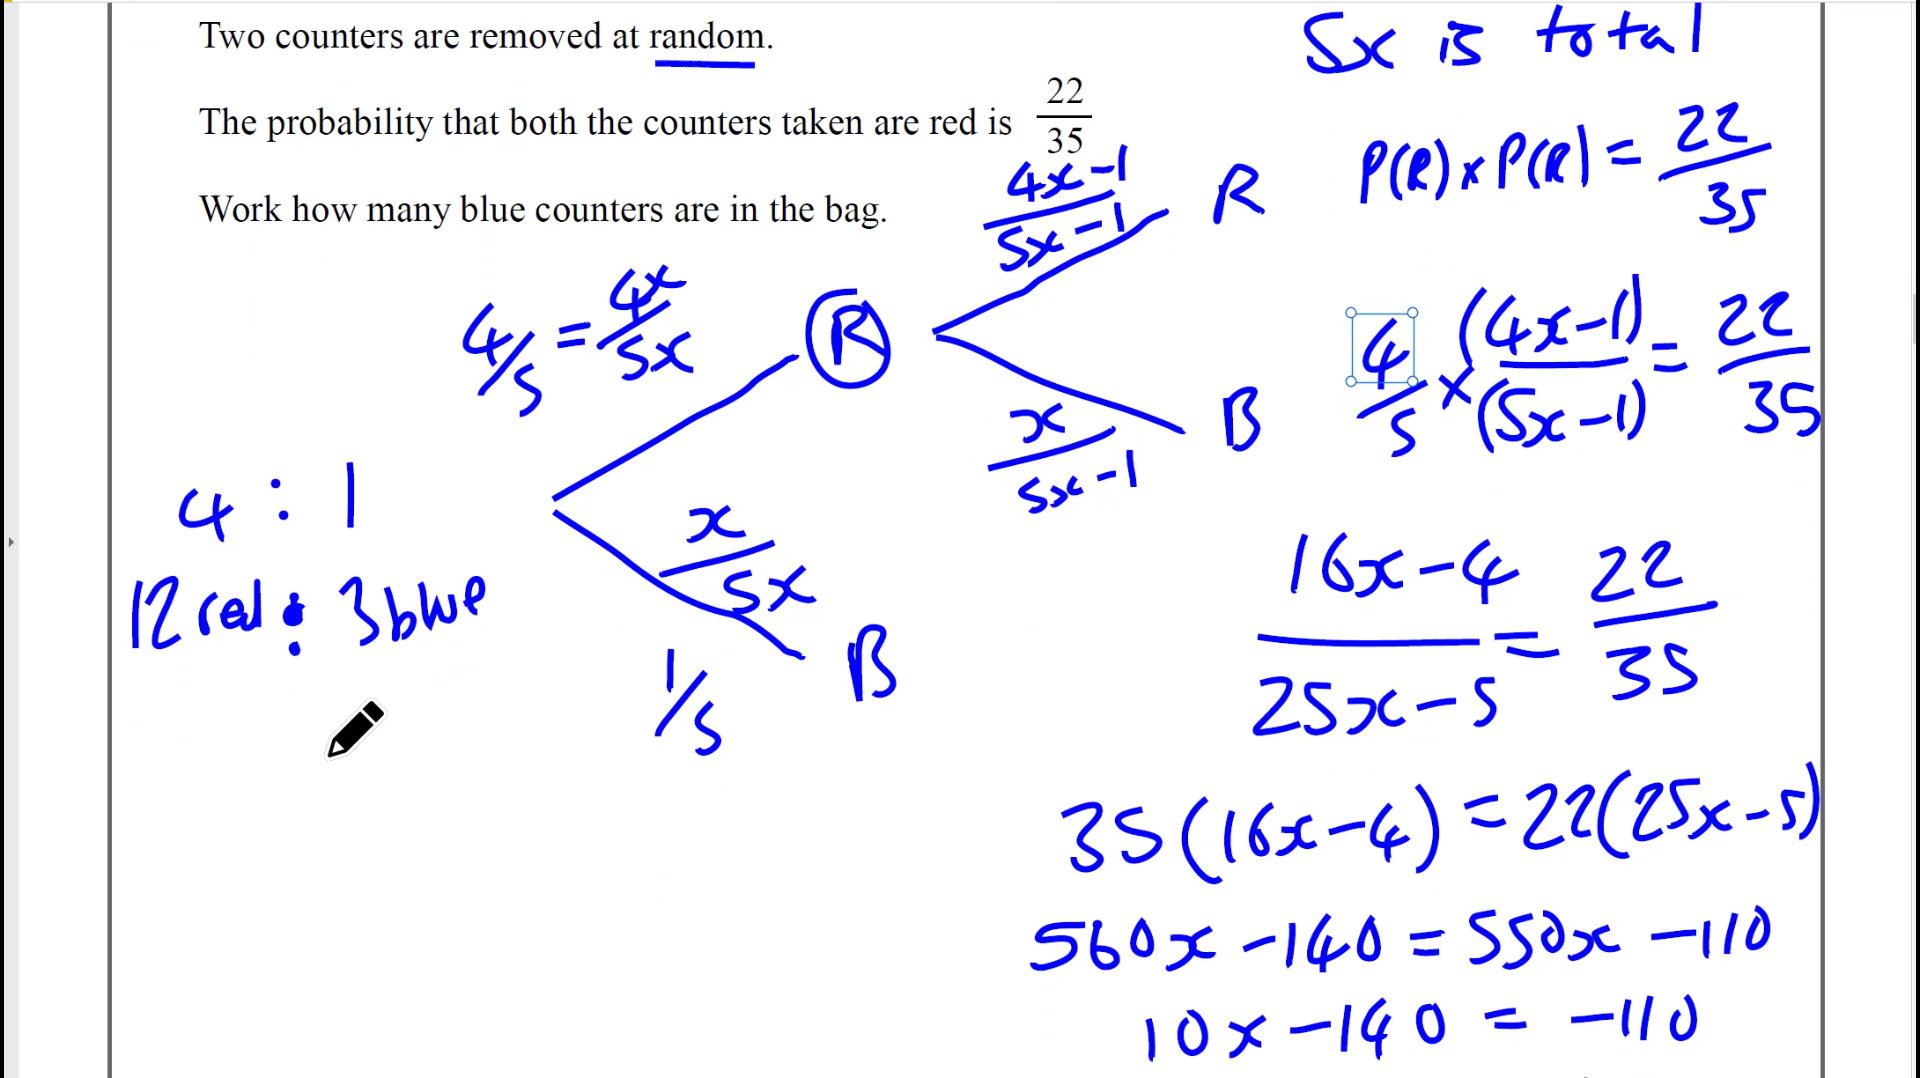 Two counters are removed at random.
5x is total
The probability that both the counters taken are red is 22/35
P(R) x P(R) = 22/35
Work how many blue counters are in the bag.
4x-1/5x-1
R
4/5 = 4x/5x
R
4/5 x (4x-1)/(5x-1) = 22/35
x/5x-1
B
4 : 1
x/5x
12 red : 3 blue
B
1/5
16x-4/25x-5 = 22/35
35(16x-4) = 22(25x-5)
560x -140 = 550x -110
10x -140 = -110